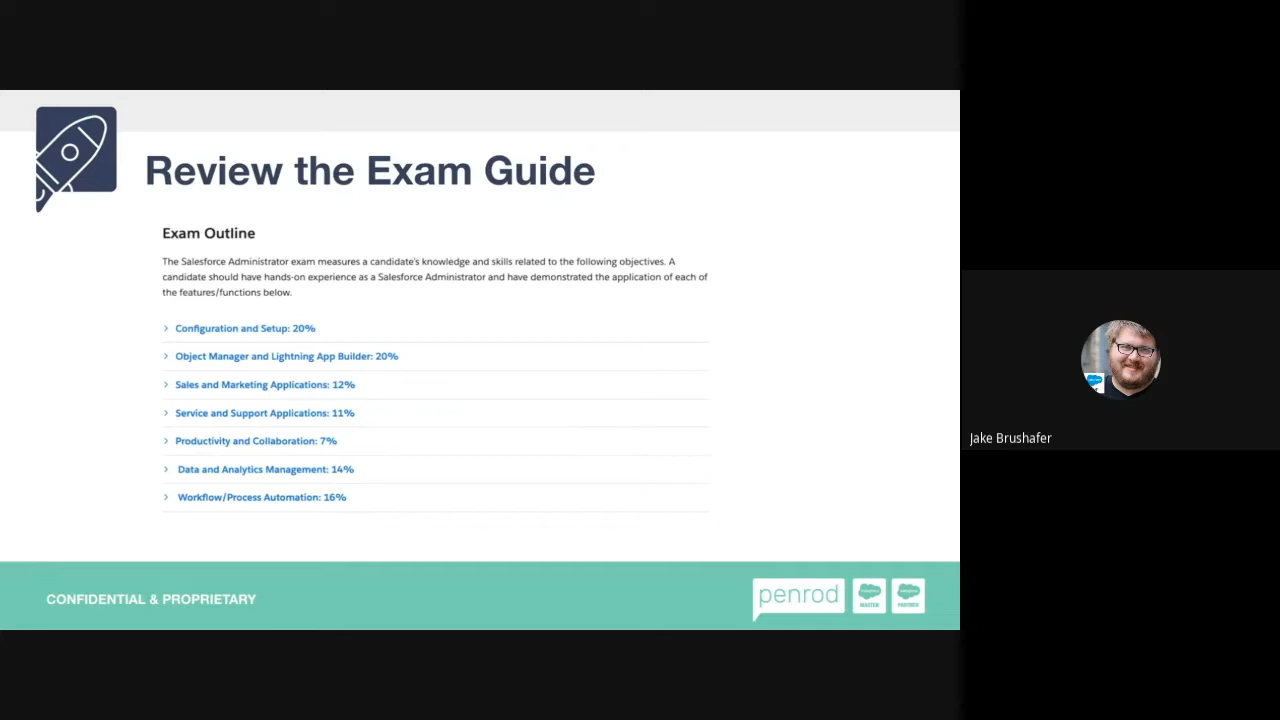 Review the Exam Guide
Exam Outline
The Salesforce Administrator exam measures a candidate's knowledge and skills related to the following objectives. A
candidate should have hands-on experience as a Salesforce Administrator and have demonstrated the application of each of
the features/functions below.
Configuration and Setup: 20%
Object Manager and Lightning App Builder: 20%
Sales and Marketing Applications: 12%
Service and Support Applications: 11%
Productivity and Collaboration: 7%
Data and Analytics Management: 14%
Workflow/Process Automation: 16%
Jake Brushafer
CONFIDENTIAL & PROPRIETARY
penrod
MASTER
PARTNER